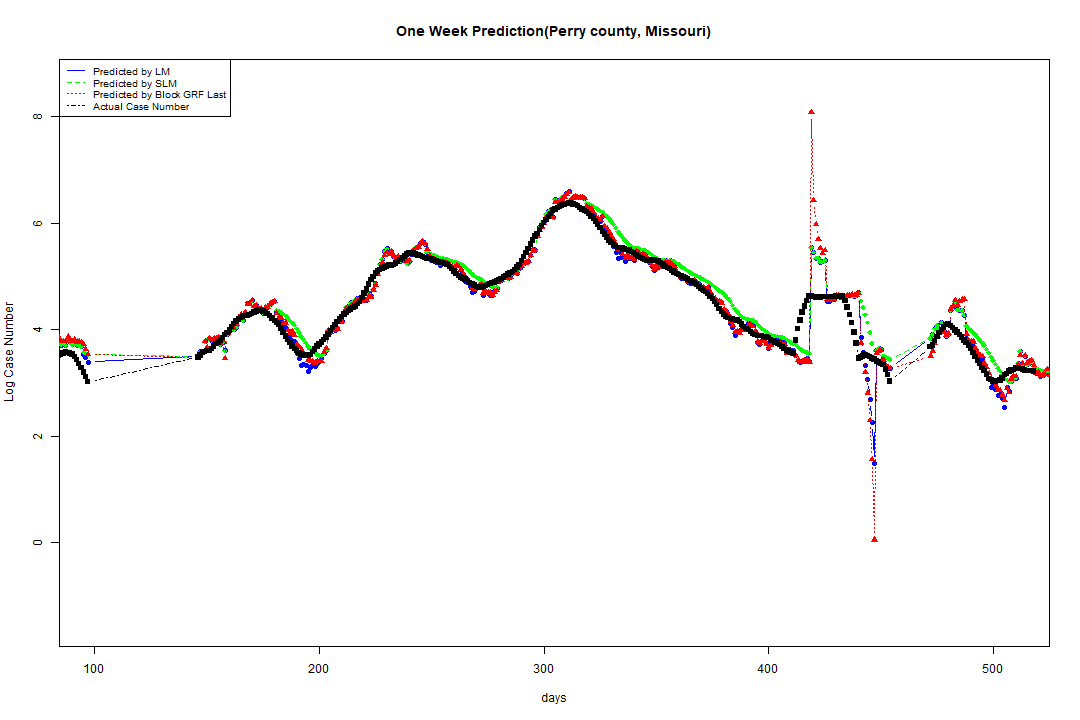 One Week Prediction(Perry county, Missouri)
Predicted by LM
Predicted by SLM
Predicted by Block GRF Last
Actual Case Number
8
6
4
2
0
Log Case Number
100 200 300 400 500
days